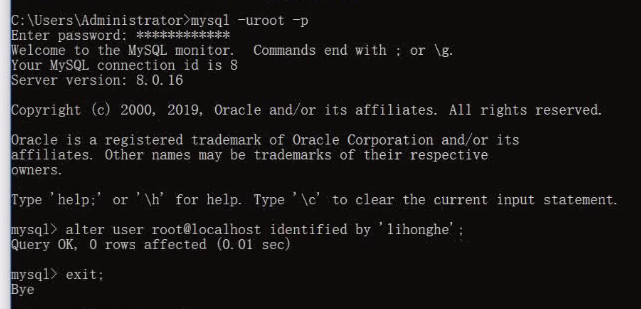 C:\Users\Administrator>mysql -uroot -p
Enter password: ************
Welcome to the MySQL monitor.  Commands end with ; or \g.
Your MySQL connection id is 8
Server version: 8.0.16
Copyright (c) 2000, 2019, Oracle and/or its affiliates. All rights reserved.
Oracle is a registered trademark of Oracle Corporation and/or its
affiliates. Other names may be trademarks of their respective
owners.
Type 'help;' or '\h' for help. Type '\c' to clear the current input statement.
mysql> alter user root@localhost identified by 'lihonghe';
Query OK, 0 rows affected (0.01 sec)
mysql> exit;
Bye